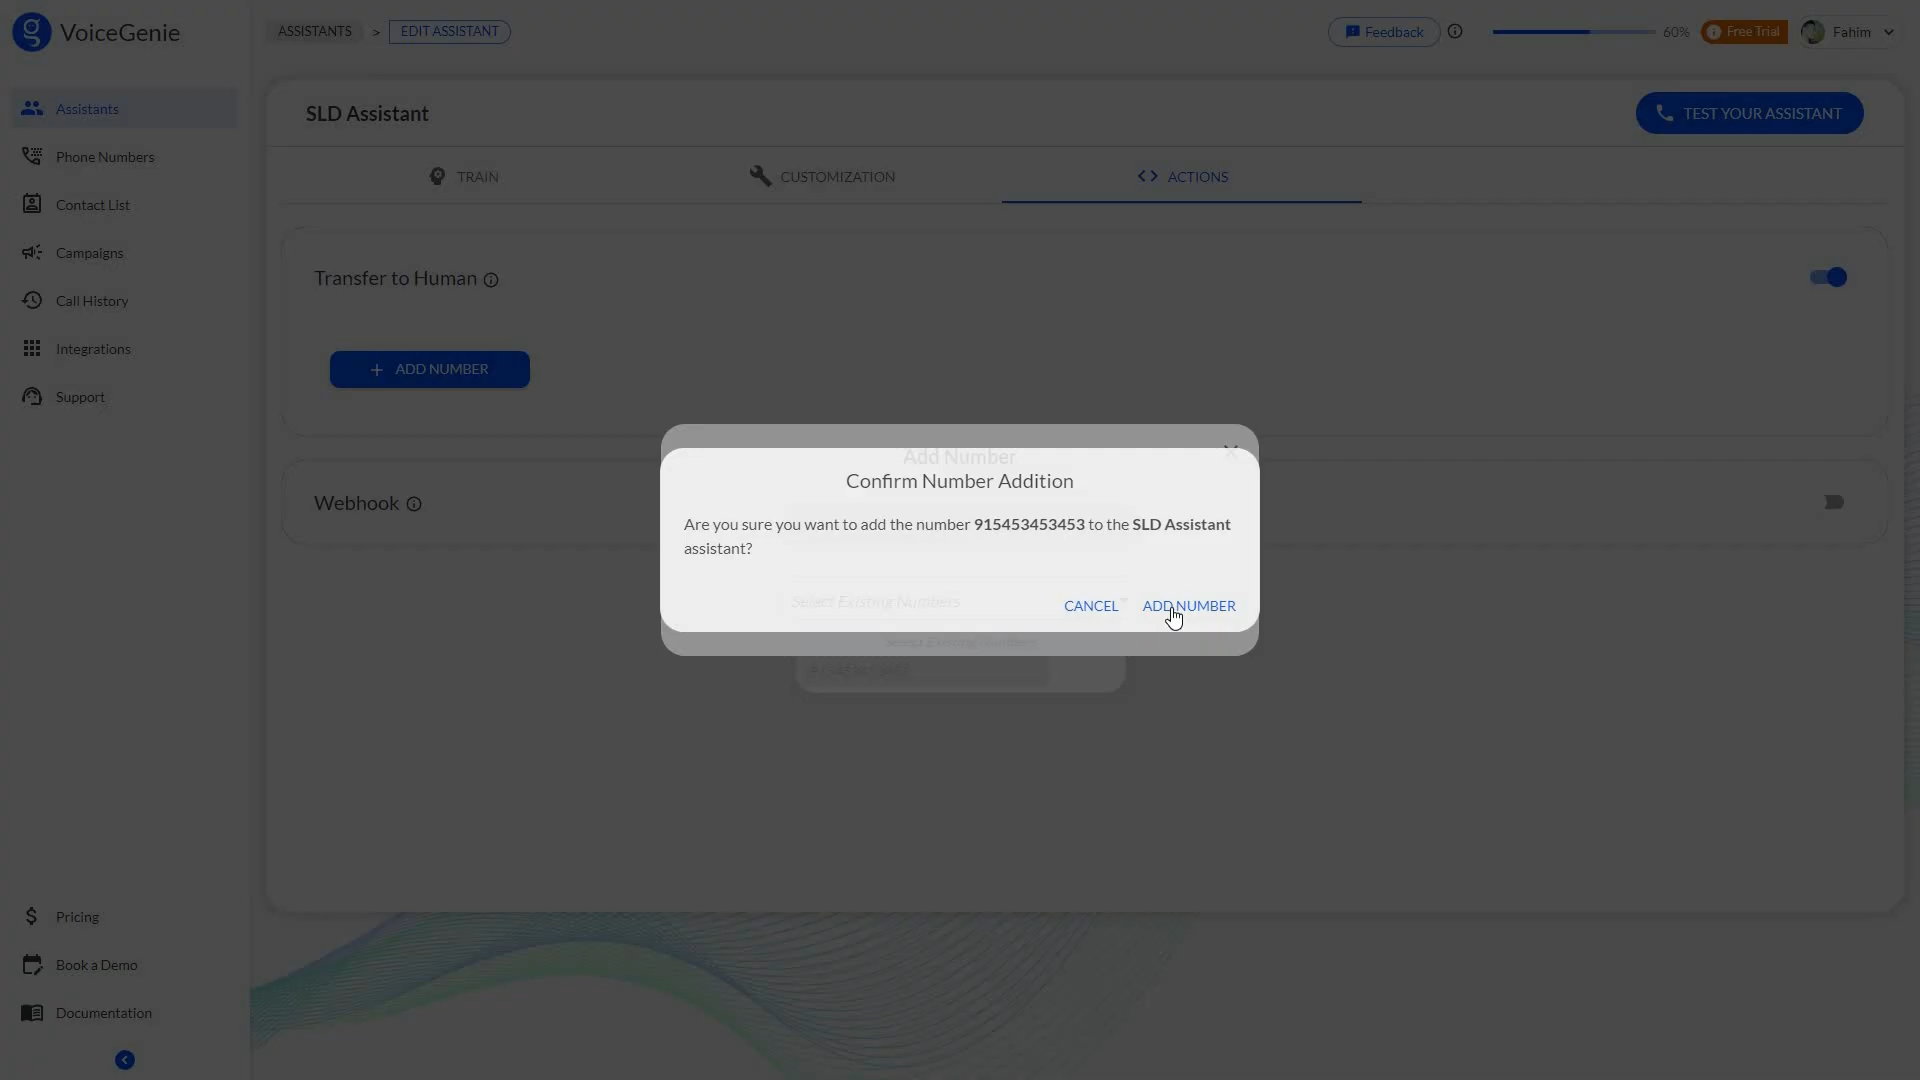 VoiceGenie
ASSISTANTS > EDIT ASSISTANT
Feedback
60%
Free Trial
Fahim
Assistants
Phone Numbers
Contact List
Campaigns
Call History
Integrations
Support
Pricing
Book a Demo
Documentation
SLD Assistant
TEST YOUR ASSISTANT
TRAIN
CUSTOMIZATION
ACTIONS
Transfer to Human
+ ADD NUMBER
Webhook
Add Number
Confirm Number Addition
Are you sure you want to add the number 915453453453 to the SLD Assistant
assistant?
Select Existing Numbers
CANCEL
ADD NUMBER
Select Existing Numbers